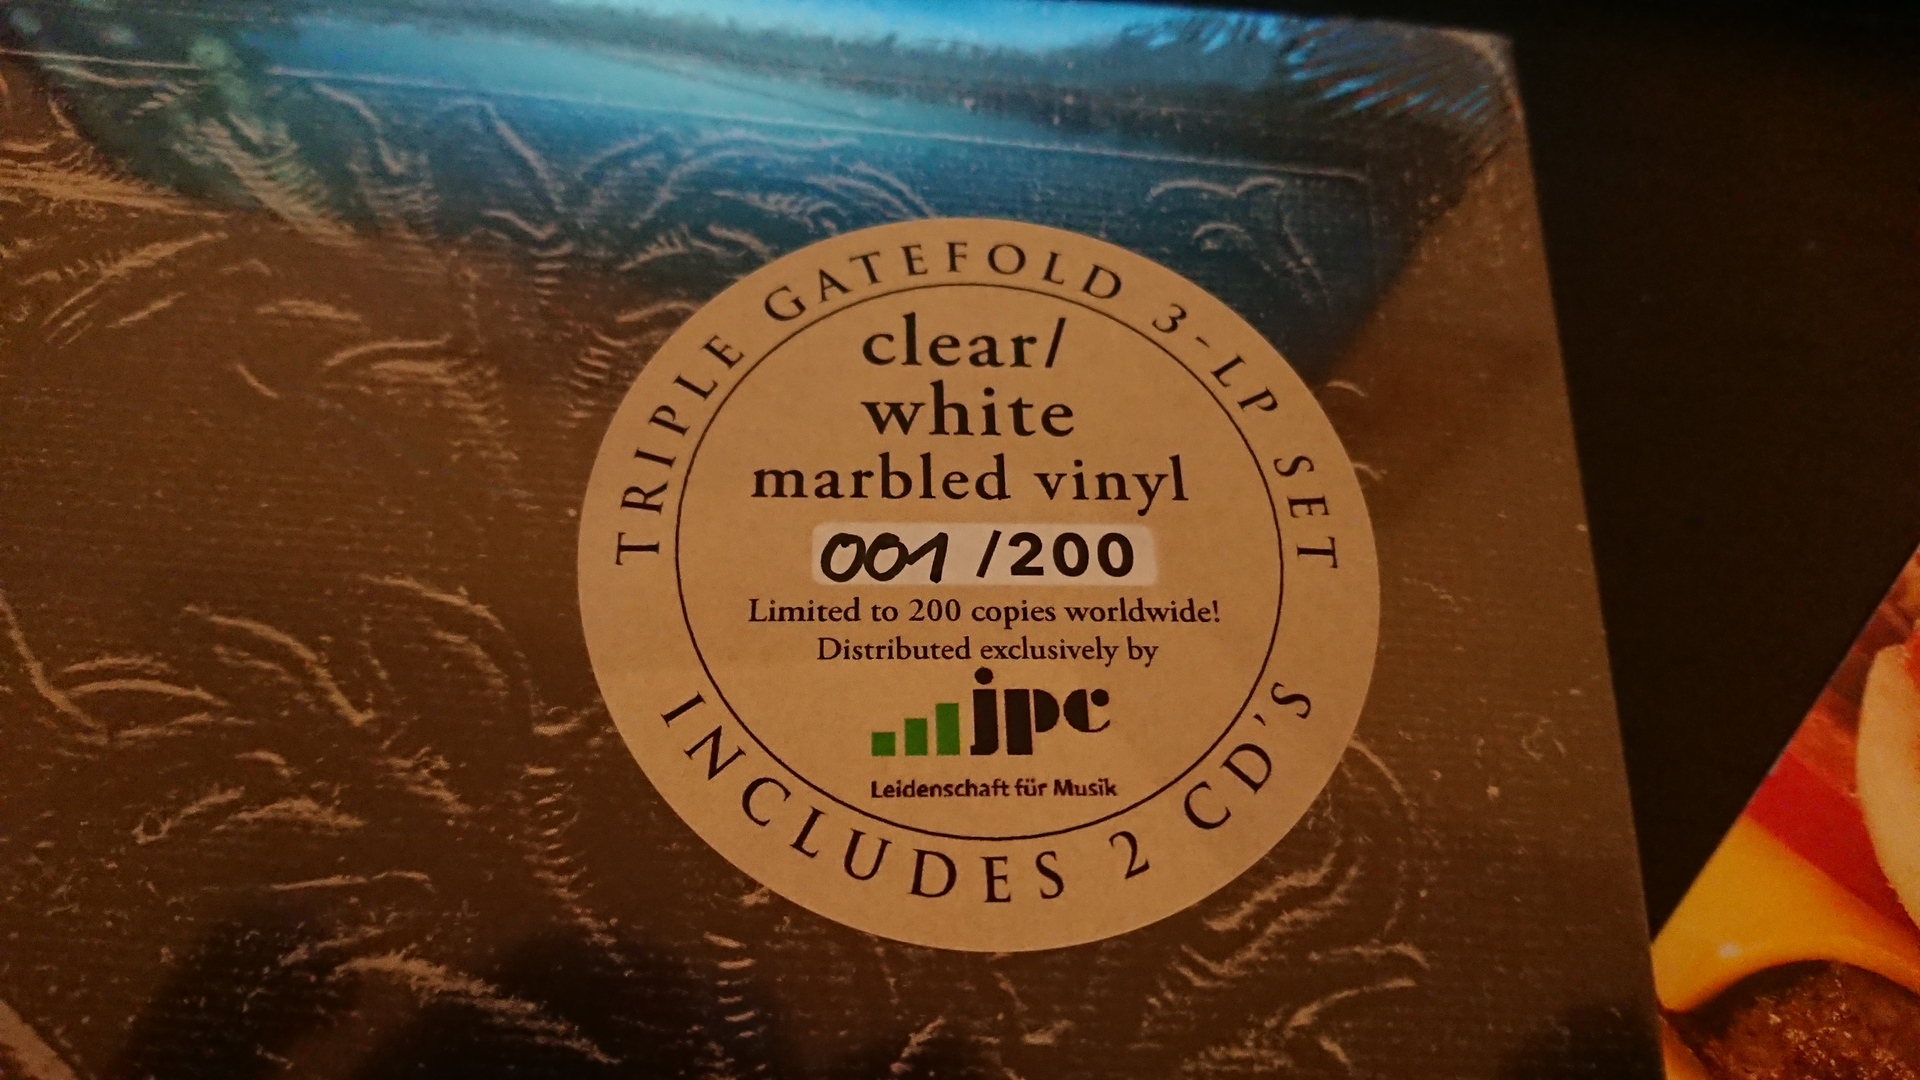 TRIPLE GATEFOLD 3-LP SET
clear/
white
marbled vinyl
001/200
Limited to 200 copies worldwide!
Distributed exclusively by
jpc
Leidenschaft für Musik
INCLUDES 2 CD'S